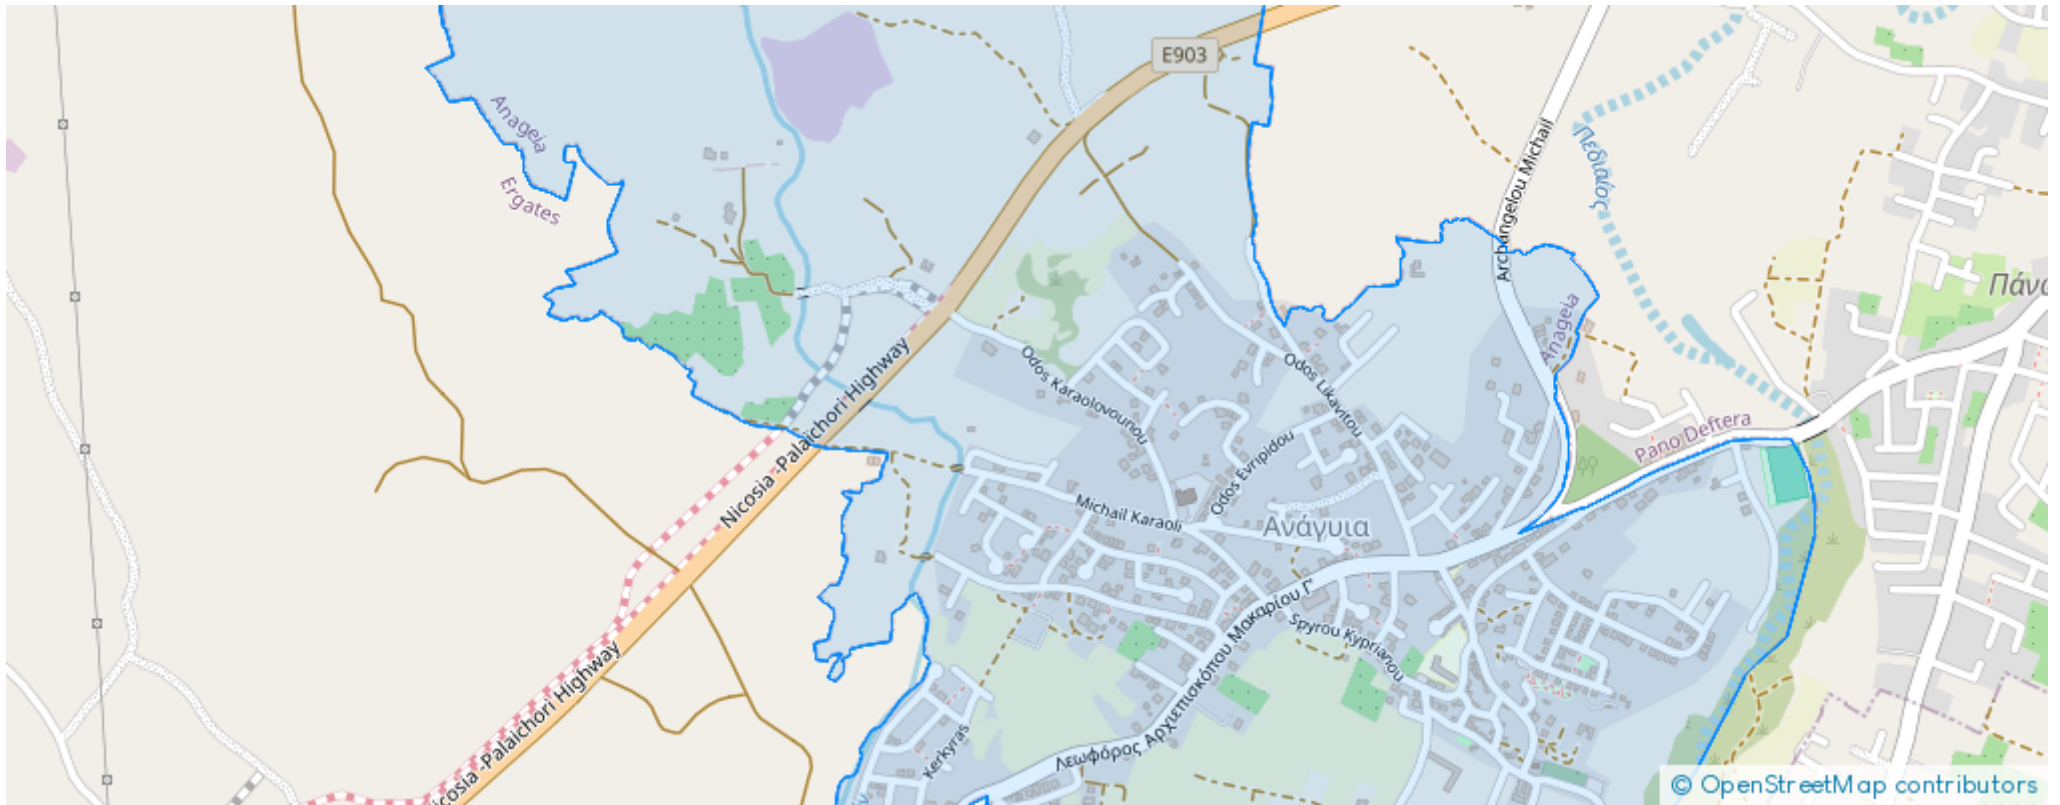 E903
Anageia
Ergates
Archangelou Michail
Πεδιαίος
Anageia
Nicosia -Palaichori Highway
Odos Karaolovounou
Odos Likavitou
Odos Evripidou
Pano Deftera
Michail Karaoli
Ανάγυια
Spyrou Kyprianou
Λεωφόρος Αρχιεπισκόπου Μακαρίου Γ'
Kerkyras
Nicosia -Palaichori Highway
© OpenStreetMap contributors